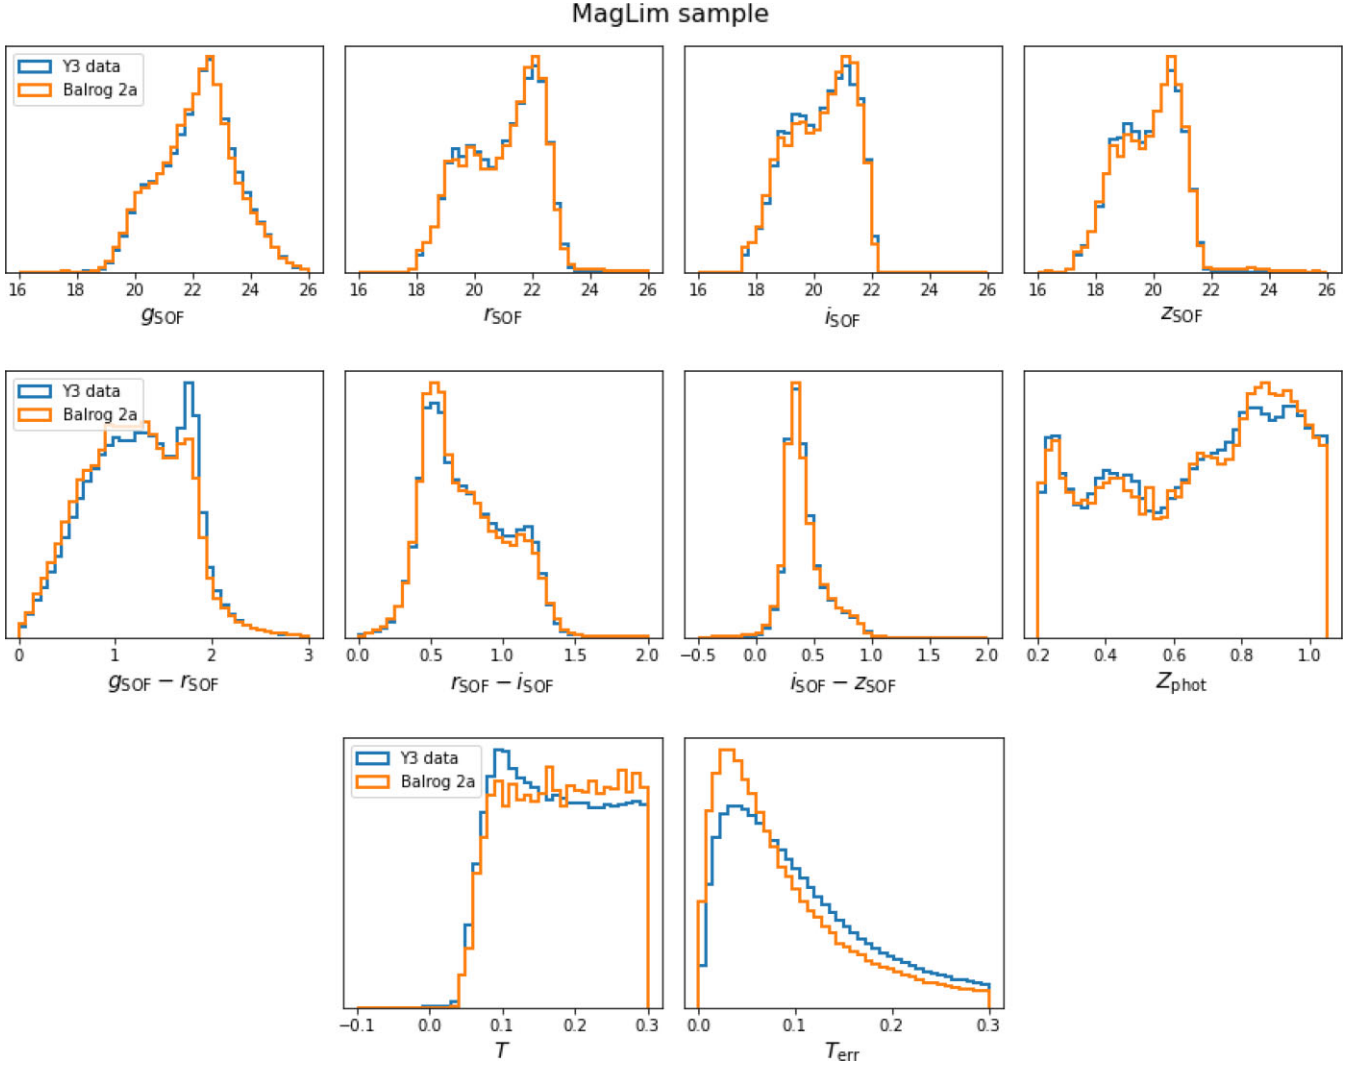 MagLim sample
Y3 data
Balrog 2a
16 18 20 22 24 26
g_SOF
16 18 20 22 24 26
r_SOF
16 18 20 22 24 26
i_SOF
16 18 20 22 24 26
z_SOF
Y3 data
Balrog 2a
0 1 2 3
g_SOF − r_SOF
0.0 0.5 1.0 1.5 2.0
r_SOF − i_SOF
−0.5 0.0 0.5 1.0 1.5 2.0
i_SOF − z_SOF
0.2 0.4 0.6 0.8 1.0
Z_phot
Y3 data
Balrog 2a
−0.1 0.0 0.1 0.2 0.3
T
0.0 0.1 0.2 0.3
T_err